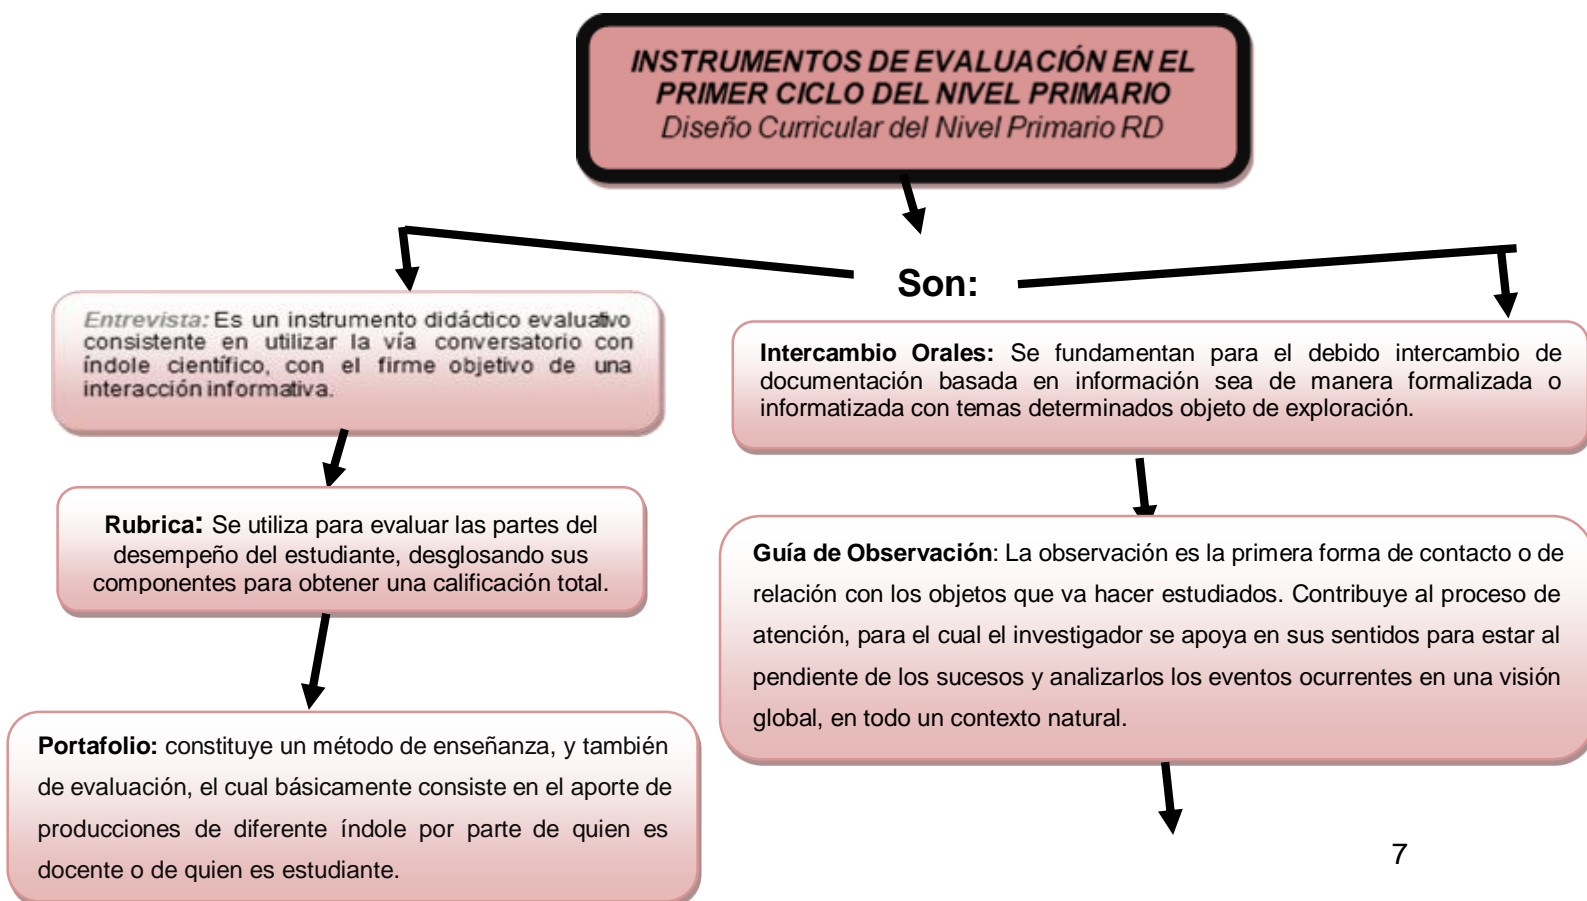 INSTRUMENTOS DE EVALUACIÓN EN EL
PRIMER CICLO DEL NIVEL PRIMARIO
Diseño Curricular del Nivel Primario RD
Son:
Entrevista: Es un instrumento didáctico evaluativo
consistente en utilizar la vía conversatorio con
índole científico, con el firme objetivo de una
interacción informativa.
Rubrica: Se utiliza para evaluar las partes del
desempeño del estudiante, desglosando sus
componentes para obtener una calificación total.
Portafolio: constituye un método de enseñanza, y también
de evaluación, el cual básicamente consiste en el aporte de
producciones de diferente índole por parte de quien es
docente o de quien es estudiante.
Intercambio Orales: Se fundamentan para el debido intercambio de
documentación basada en información sea de manera formalizada o
informatizada con temas determinados objeto de exploración.
Guía de Observación: La observación es la primera forma de contacto o de
relación con los objetos que va hacer estudiados. Contribuye al proceso de
atención, para el cual el investigador se apoya en sus sentidos para estar al
pendiente de los sucesos y analizarlos los eventos ocurrentes en una visión
global, en todo un contexto natural.
7